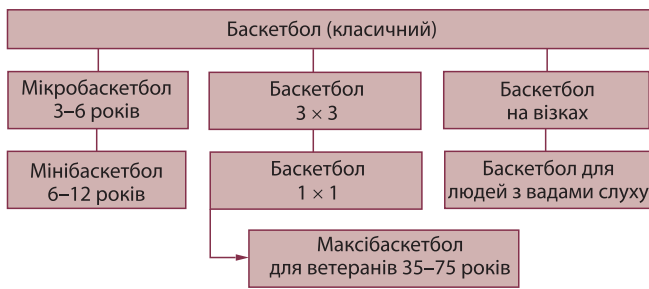 Баскетбол (класичний)
Мікробаскетбол
3–6 років
Баскетбол
3 × 3
Баскетбол
на візках
Мінібаскетбол
6–12 років
Баскетбол
1 × 1
Баскетбол для
людей з вадами слуху
Максібаскетбол
для ветеранів 35–75 років